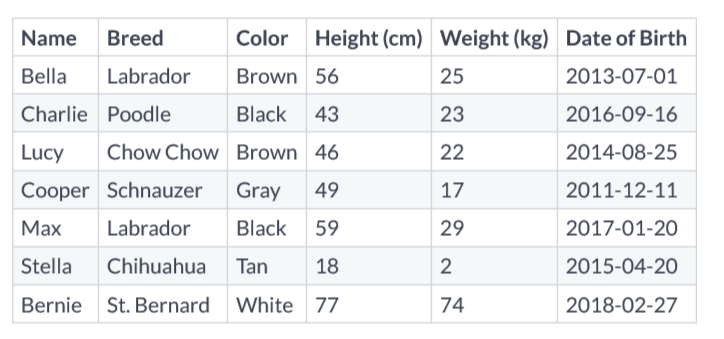 Name Breed Color Height (cm) Weight (kg) Date of Birth
Bella Labrador Brown 56 25 2013-07-01
Charlie Poodle Black 43 23 2016-09-16
Lucy Chow Chow Brown 46 22 2014-08-25
Cooper Schnauzer Gray 49 17 2011-12-11
Max Labrador Black 59 29 2017-01-20
Stella Chihuahua Tan 18 2 2015-04-20
Bernie St. Bernard White 77 74 2018-02-27